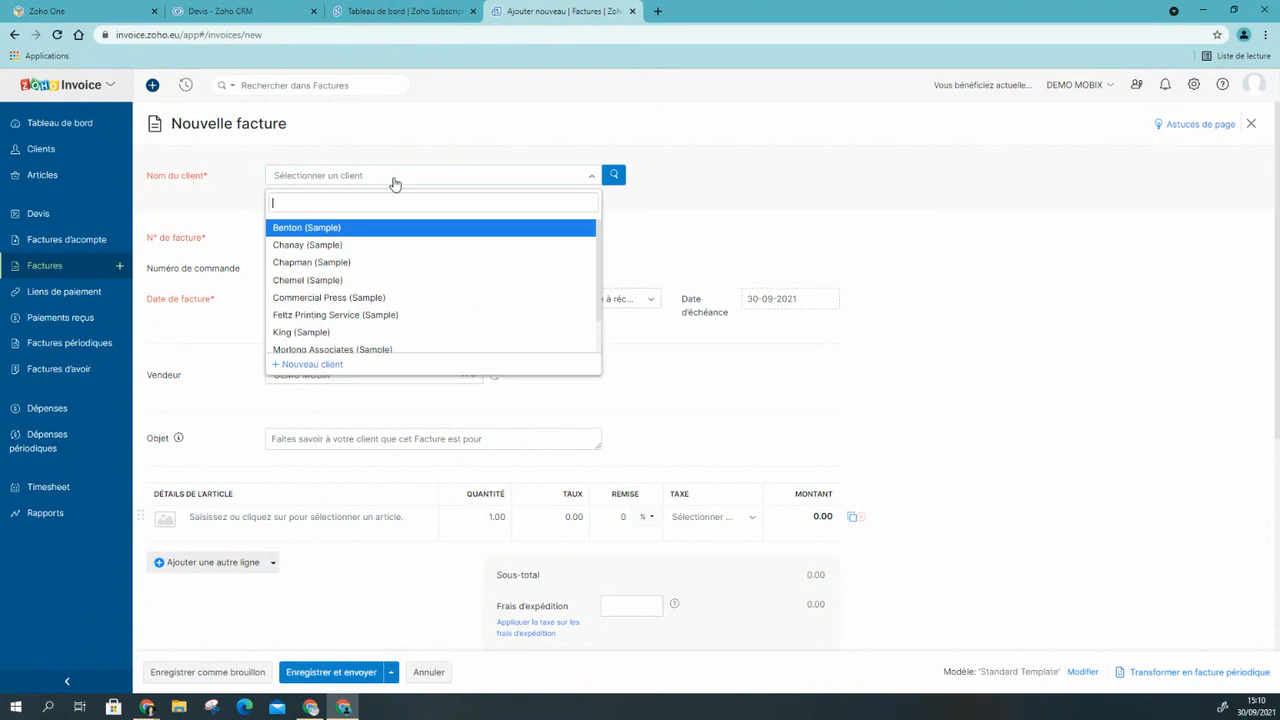 Zoho One
Devis - Zoho CRM
Tableau de bord | Zoho Subscrip
Ajouter nouveau | Factures | Zoh
invoice.zoho.eu/app#/invoices/new
Applications
Liste de lecture
ZOHO Invoice
Rechercher dans Factures
Vous bénéficiez actuelle...
DEMO MOBIX
Tableau de bord
Clients
Articles
Devis
Factures d'acompte
Factures
Liens de paiement
Paiements reçus
Factures périodiques
Factures d'avoir
Dépenses
Dépenses
périodiques
Timesheet
Rapports
Nouvelle facture
Astuces de page
Nom du client*
Sélectionner un client
Benton (Sample)
Chanay (Sample)
Chapman (Sample)
Chemel (Sample)
Commercial Press (Sample)
Feltz Printing Service (Sample)
King (Sample)
Morlong Associates (Sample)
+ Nouveau client
N° de facture*
Numéro de commande
Date de facture*
e à réc...
Date
d'échéance
30-09-2021
Vendeur
DEMO MOBIX
Objet
Faites savoir à votre client que cet Facture est pour
DÉTAILS DE L'ARTICLE QUANTITÉ TAUX REMISE TAXE MONTANT
Saisissez ou cliquez sur pour sélectionner un article. 1.00 0.00 0 % Sélectionner ... 0.00
Ajouter une autre ligne
Sous-total 0.00
Frais d'expédition 0.00
Appliquer la taxe sur les
frais d'expédition
Enregistrer comme brouillon
Enregistrer et envoyer
Annuler
Modèle: 'Standard Template' Modifier
Transformer en facture périodique
15:10
30/09/2021